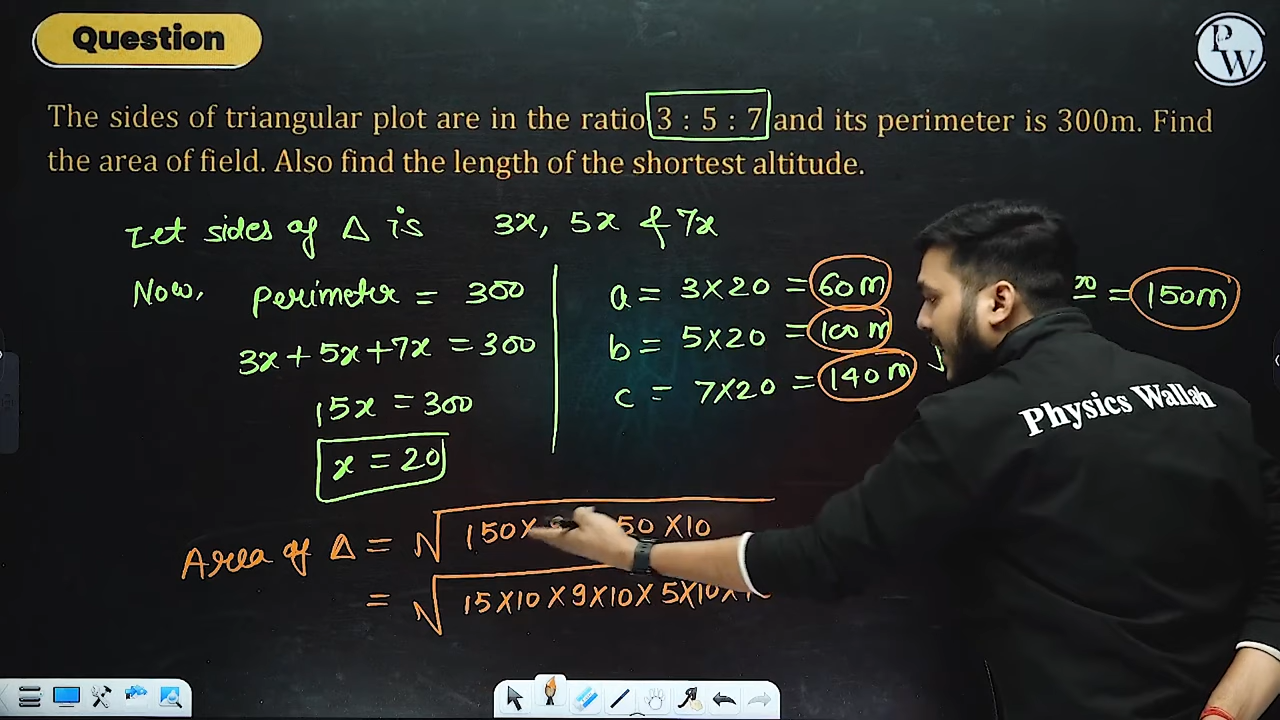 Question
PW
The sides of triangular plot are in the ratio 3 : 5 : 7 and its perimeter is 300m. Find
the area of field. Also find the length of the shortest altitude.
Let sides of Δ is 3x, 5x & 7x
Now, perimeter = 300
3x + 5x + 7x = 300
15x = 300
x = 20
a = 3 × 20 = 60m
b = 5 × 20 = 100 m
c = 7 × 20 = 140 m
= 150m
Area of Δ = √ 150 × 50 × 10
= √ 15 × 10 × 9 × 10 × 5 × 10 ×
Physics Wallah